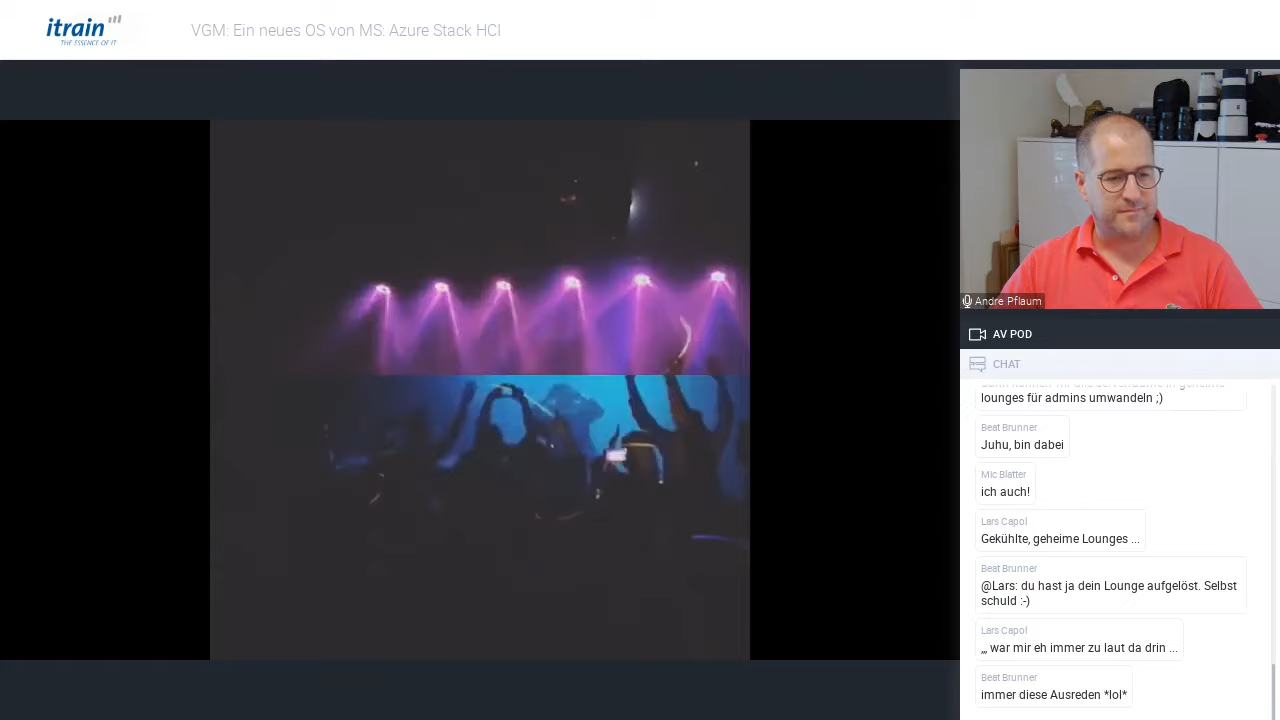 itrain
THE ESSENCE OF IT
VGM: Ein neues OS von MS: Azure Stack HCI
Andre Pflaum
AV POD
CHAT
lounges für admins umwandeln ;)
Beat Brunner
Juhu, bin dabei
Mic Blatter
ich auch!
Lars Capol
Gekühlte, geheime Lounges ...
Beat Brunner
@Lars: du hast ja dein Lounge aufgelöst. Selbst
schuld :-)
Lars Capol
,,, war mir eh immer zu laut da drin ...
Beat Brunner
immer diese Ausreden *lol*